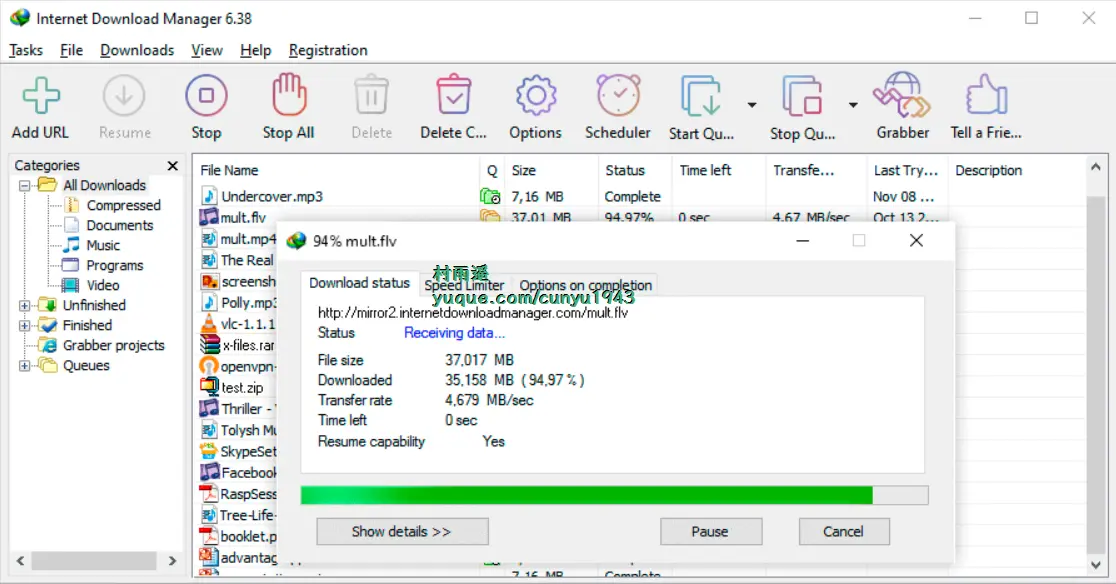 Internet Download Manager 6.38
Tasks File Downloads View Help Registration
Add URL Resume Stop Stop All Delete Delete C... Options Scheduler Start Qu... Stop Qu... Grabber Tell a Frie...
Categories
All Downloads
Compressed
Documents
Music
Programs
Video
Unfinished
Finished
Grabber projects
Queues
File Name Q Size Status Time left Transfe... Last Try... Description
Undercover.mp3 7,16 MB Complete Nov 08 ...
mult.flv 37,01 MB 94.97% 0 sec 4,67 MB/sec Oct 13 2...
mult.mp4
The Real
screensh
Polly.mp3
vlc-1.1.1
x-files.rar
openvpn-
test.zip
Thriller -
Tolysh Mu
SkypeSet
Facebook
RaspSess
Tree-Life-
booklet.p
advantag
7,16 MB Complete
94% mult.flv
Download status Speed Limiter Options on completion
村雨遥
yuque.com/cunyu1943
http://mirror2.internetdownloadmanager.com/mult.flv
Status Receiving data...
File size 37,017 MB
Downloaded 35,158 MB ( 94,97 % )
Transfer rate 4,679 MB/sec
Time left 0 sec
Resume capability Yes
Show details >> Pause Cancel